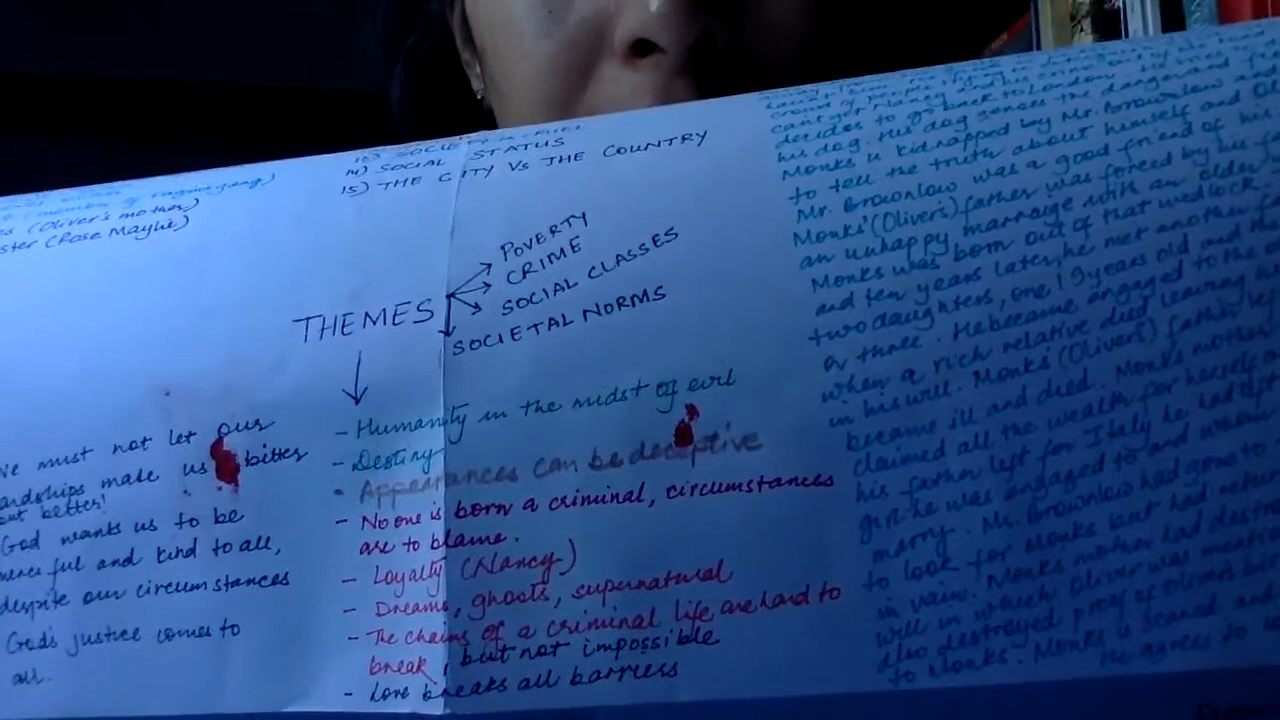 (Oliver's mother)
(Rose Maylie)
We must not let our
hardships make us bitter
but better!
God wants us to be
merciful and kind to all,
despite our circumstances
God's justice comes to
all.
14) SOCIAL STATUS
15) THE CITY VS THE COUNTRY
THEMES
POVERTY
CRIME
SOCIAL CLASSES
SOCIETAL NORMS
- Humanity in the midst of evil
- Destiny
- Appearances can be deceptive
- No one is born a criminal, circumstances
are to blame.
- Loyalty (Nancy)
- Dreams, ghosts, supernatural
- The chains of a criminal life are hard to
break, but not impossible
- Love breaks all barriers
decides to go back to London
his dog. His dog senses the danger and
Monks is kidnapped by Mr. Brownlow and
to tell the truth about himself and
Mr. Brownlow was a good friend of his
Monks' (Oliver's) father was forced by his
an unhappy marriage with an older
Monks was born out of that wedlock.
and ten years later, he met another
two daughters, one 19 years old and the
a three. He became engaged to the
when a rich relative died, leaving
in his will. Monks' (Oliver's) father
became ill and died. Monks mother
claimed all the wealth for herself
his father left for Italy he had
girl he was engaged to and
marry. Mr. Brownlow had gone to
to look for Monks but had
in vain. Monks mother had
will in which Oliver was
also destroyed proof of Oliver's
to Monks. Monks is scared and
He agrees to